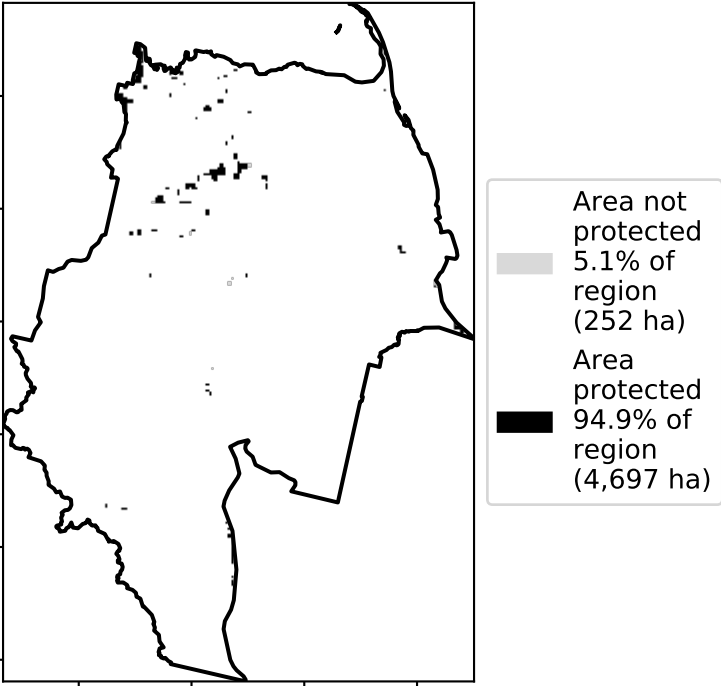 Area not
protected
5.1% of
region
(252 ha)
Area
protected
94.9% of
region
(4,697 ha)